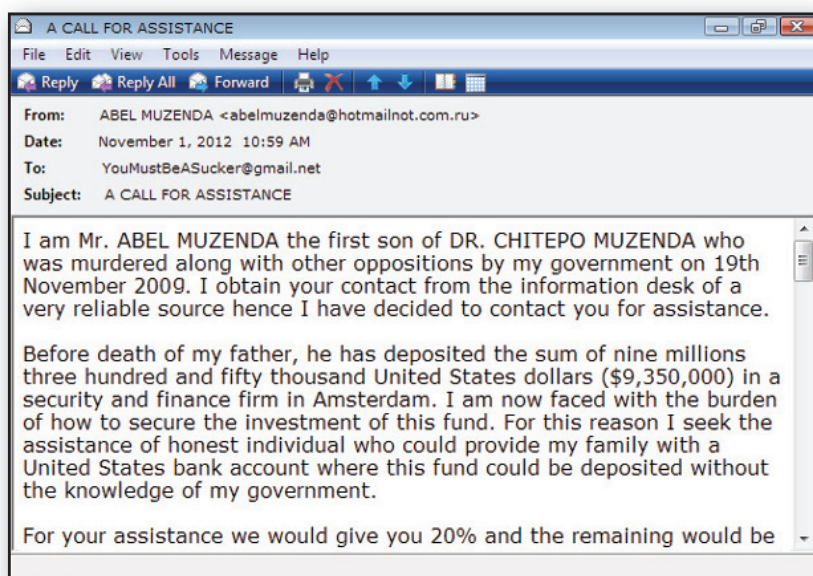 A CALL FOR ASSISTANCE
File Edit View Tools Message Help
Reply Reply All Forward
From: ABEL MUZENDA <abelmuzenda@hotmailnot.com.ru>
Date: November 1, 2012 10:59 AM
To: YouMustBeASucker@gmail.net
Subject: A CALL FOR ASSISTANCE
I am Mr. ABEL MUZENDA the first son of DR. CHITEPO MUZENDA who
was murdered along with other oppositions by my government on 19th
November 2009. I obtain your contact from the information desk of a
very reliable source hence I have decided to contact you for assistance.
Before death of my father, he has deposited the sum of nine millions
three hundred and fifty thousand United States dollars ($9,350,000) in a
security and finance firm in Amsterdam. I am now faced with the burden
of how to secure the investment of this fund. For this reason I seek the
assistance of honest individual who could provide my family with a
United States bank account where this fund could be deposited without
the knowledge of my government.
For your assistance we would give you 20% and the remaining would be